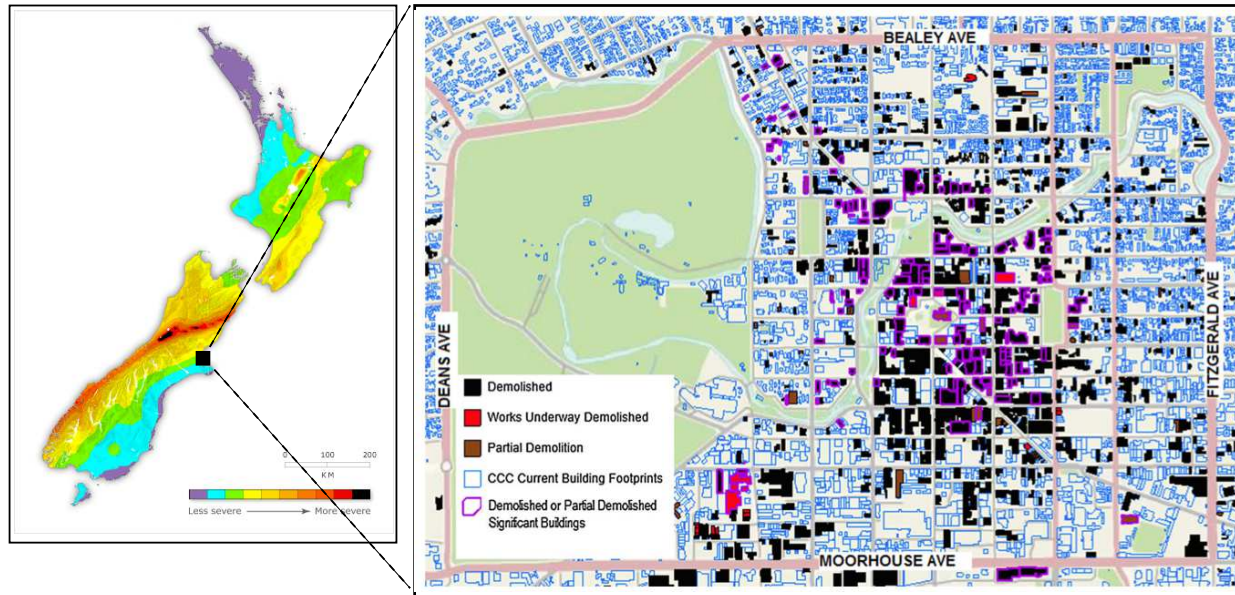 0 100 200
KM
Less severe
More severe
BEALEY AVE
DEANS AVE
FITZGERALD AVE
Demolished
Works Underway Demolished
Partial Demolition
CCC Current Building Footprints
Demolished or Partial Demolished
Significant Buildings
MOORHOUSE AVE